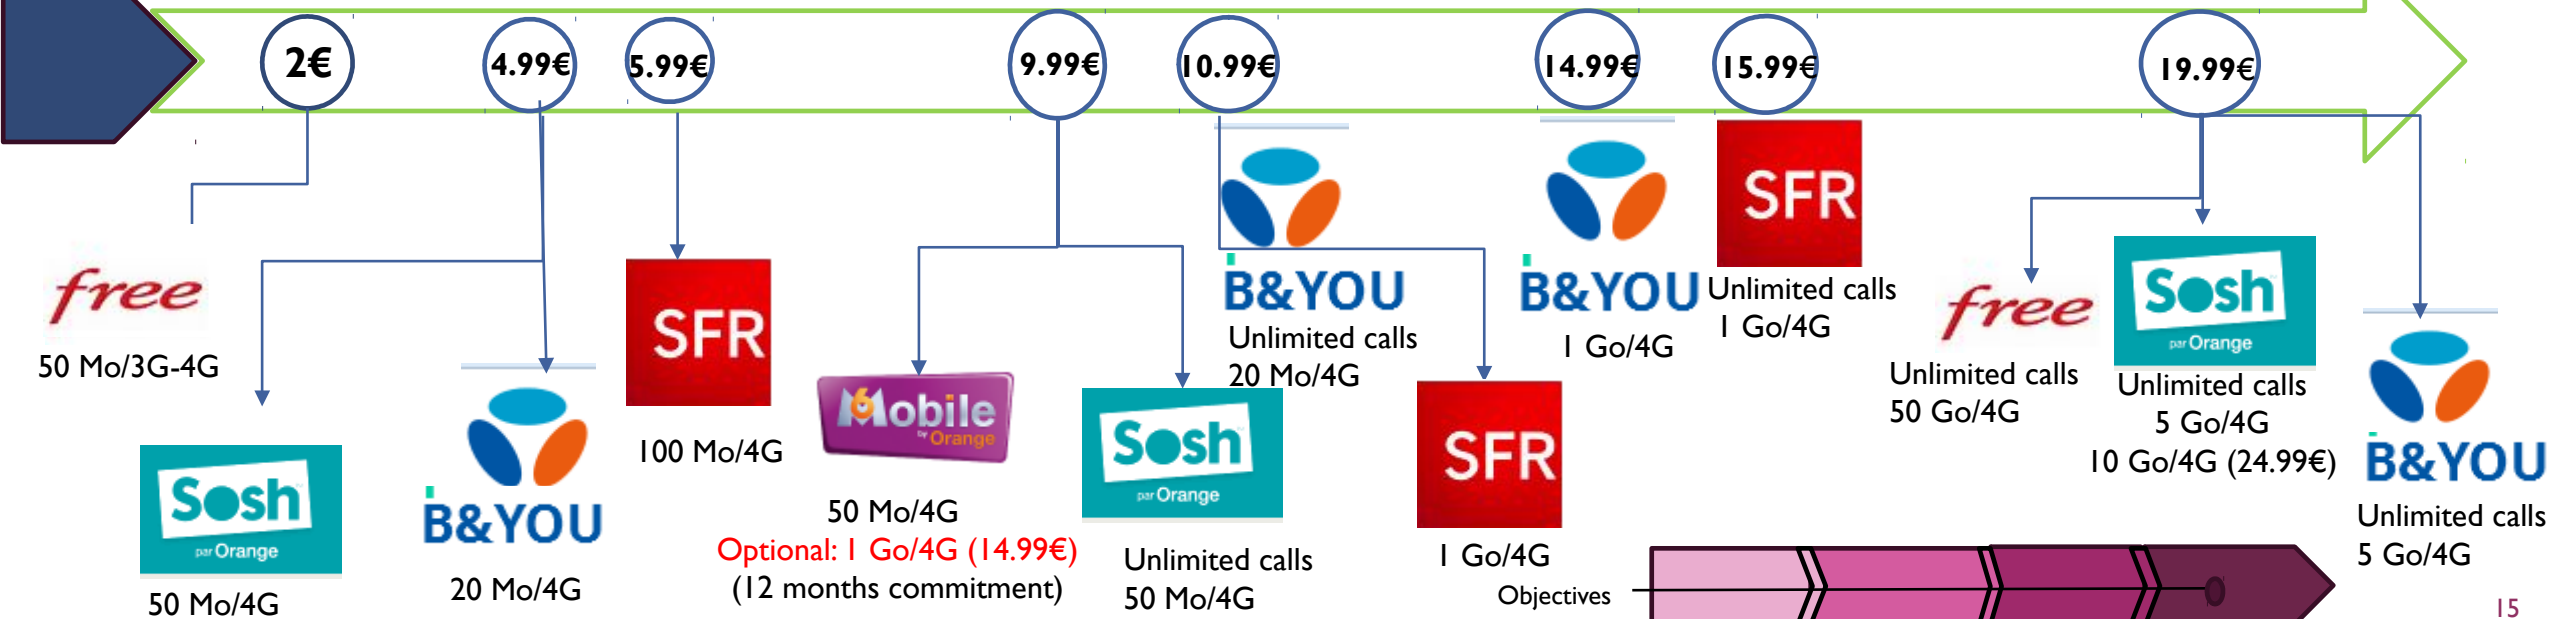 2€
4.99€
5.99€
9.99€
10.99€
14.99€
15.99€
19.99€
free
50 Mo/3G-4G
Sosh
par Orange
50 Mo/4G
B&YOU
20 Mo/4G
SFR
100 Mo/4G
M6 Mobile
by Orange
50 Mo/4G
Optional: 1 Go/4G (14.99€)
(12 months commitment)
Sosh
par Orange
Unlimited calls
50 Mo/4G
B&YOU
Unlimited calls
20 Mo/4G
SFR
1 Go/4G
B&YOU
1 Go/4G
SFR
Unlimited calls
1 Go/4G
free
Unlimited calls
50 Go/4G
Sosh
par Orange
Unlimited calls
5 Go/4G
10 Go/4G (24.99€)
B&YOU
Unlimited calls
5 Go/4G
Objectives
15